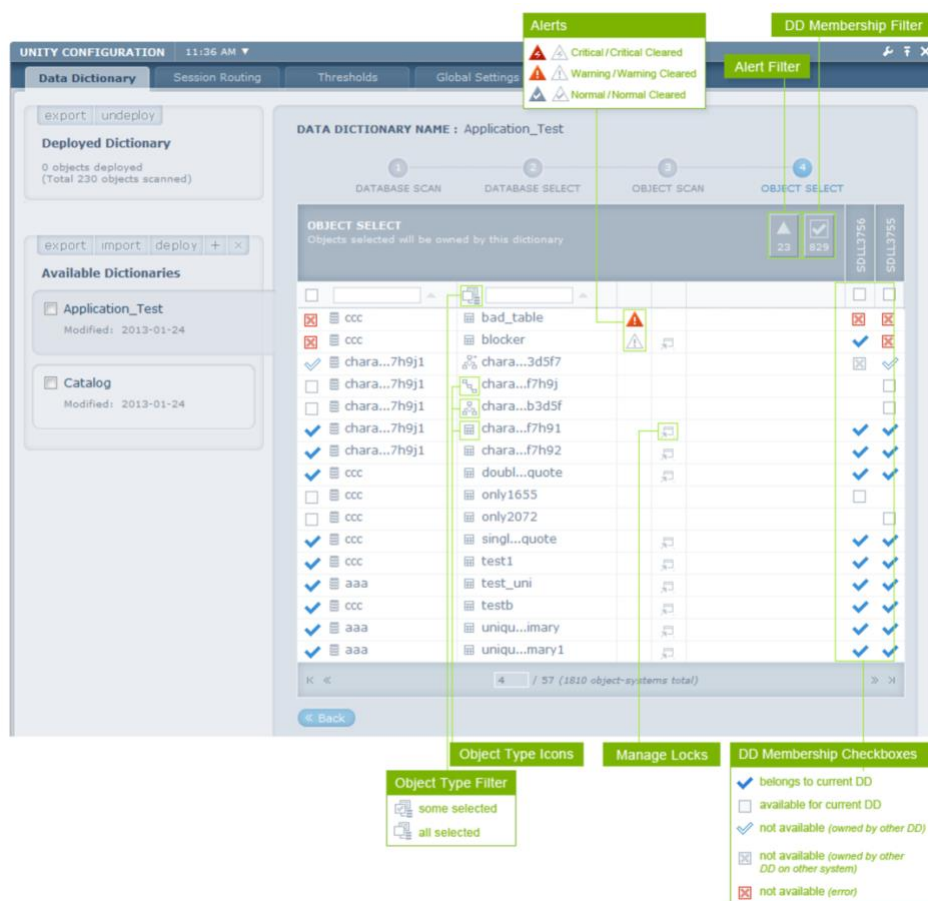 Alerts
DD Membership Filter
Critical / Critical Cleared
Warning / Warning Cleared
Normal / Normal Cleared
Alert Filter
UNITY CONFIGURATION 11:36 AM ▼
Data Dictionary Session Routing Thresholds Global Settings
export undeploy
Deployed Dictionary
0 objects deployed
(Total 230 objects scanned)
export import deploy + ×
Available Dictionaries
Application_Test
Modified: 2013-01-24
Catalog
Modified: 2013-01-24
DATA DICTIONARY NAME : Application_Test
1 2 3 4
DATABASE SCAN DATABASE SELECT OBJECT SCAN OBJECT SELECT
OBJECT SELECT
Objects selected will be owned by this dictionary
23 829
SDLL3756 SDLL3755
ccc bad_table
ccc blocker
chara...7h9j1 chara...3d5f7
chara...7h9j1 chara...f7h9j
chara...7h9j1 chara...b3d5f
chara...7h9j1 chara...f7h91
chara...7h9j1 chara...f7h92
ccc doubl...quote
ccc only1655
ccc only2072
ccc singl...quote
ccc test1
aaa test_uni
ccc testb
aaa uniqu...imary
aaa uniqu...mary1
4 / 57 (1810 object-systems total)
« Back
Object Type Icons
Manage Locks
DD Membership Checkboxes
Object Type Filter
some selected
all selected
belongs to current DD
available for current DD
not available (owned by other DD)
not available (owned by other
DD on other system)
not available (error)